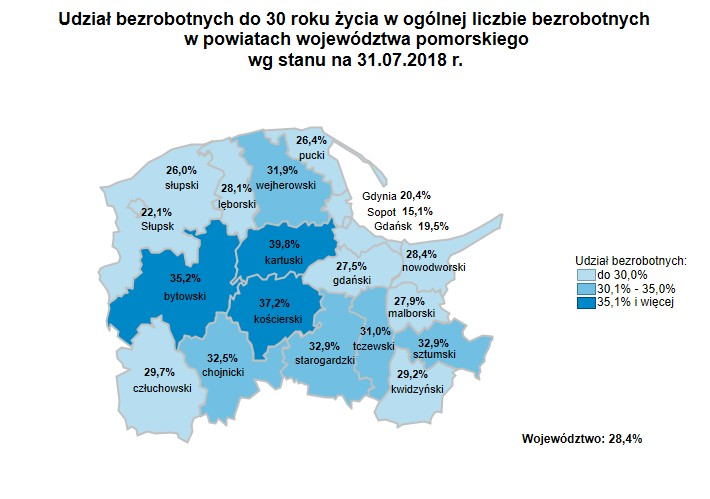 Udział bezrobotnych do 30 roku życia w ogólnej liczbie bezrobotnych
w powiatach województwa pomorskiego
wg stanu na 31.07.2018 r.
26,4%
pucki
26,0%
słupski
31,9%
wejherowski
28,1%
lęborski
Gdynia 20,4%
Sopot 15,1%
Gdańsk 19,5%
22,1%
Słupsk
39,8%
kartuski
28,4%
nowodworski
27,5%
gdański
35,2%
bytowski
37,2%
kościerski
27,9%
malborski
31,0%
tczewski
32,9%
sztumski
32,9%
starogardzki
32,5%
chojnicki
29,7%
człuchowski
29,2%
kwidzyński
Udział bezrobotnych:
do 30,0%
30,1% - 35,0%
35,1% i więcej
Województwo: 28,4%